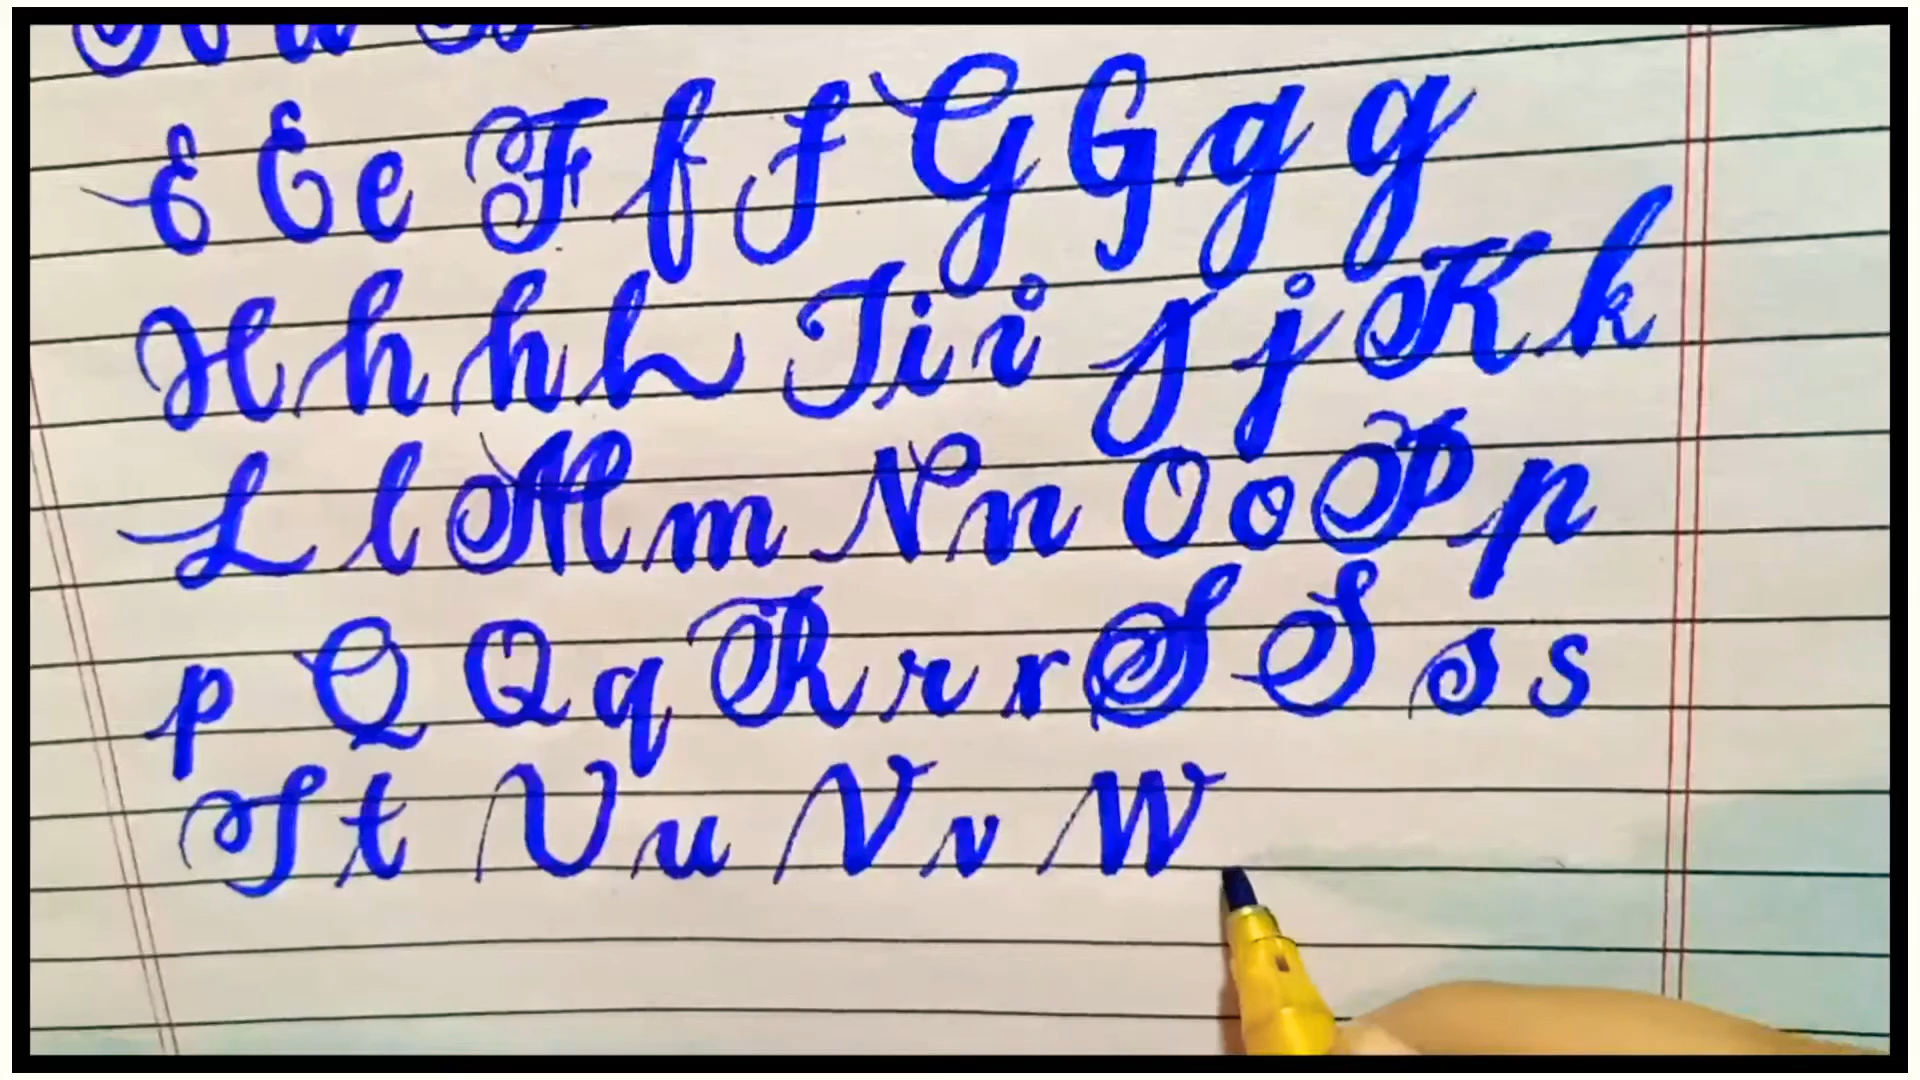 E E e F f f G G g g
H h h h I i i J j K k
L l M m N n O o P p
p Q Q q R r r S S s s
T t U u V v W